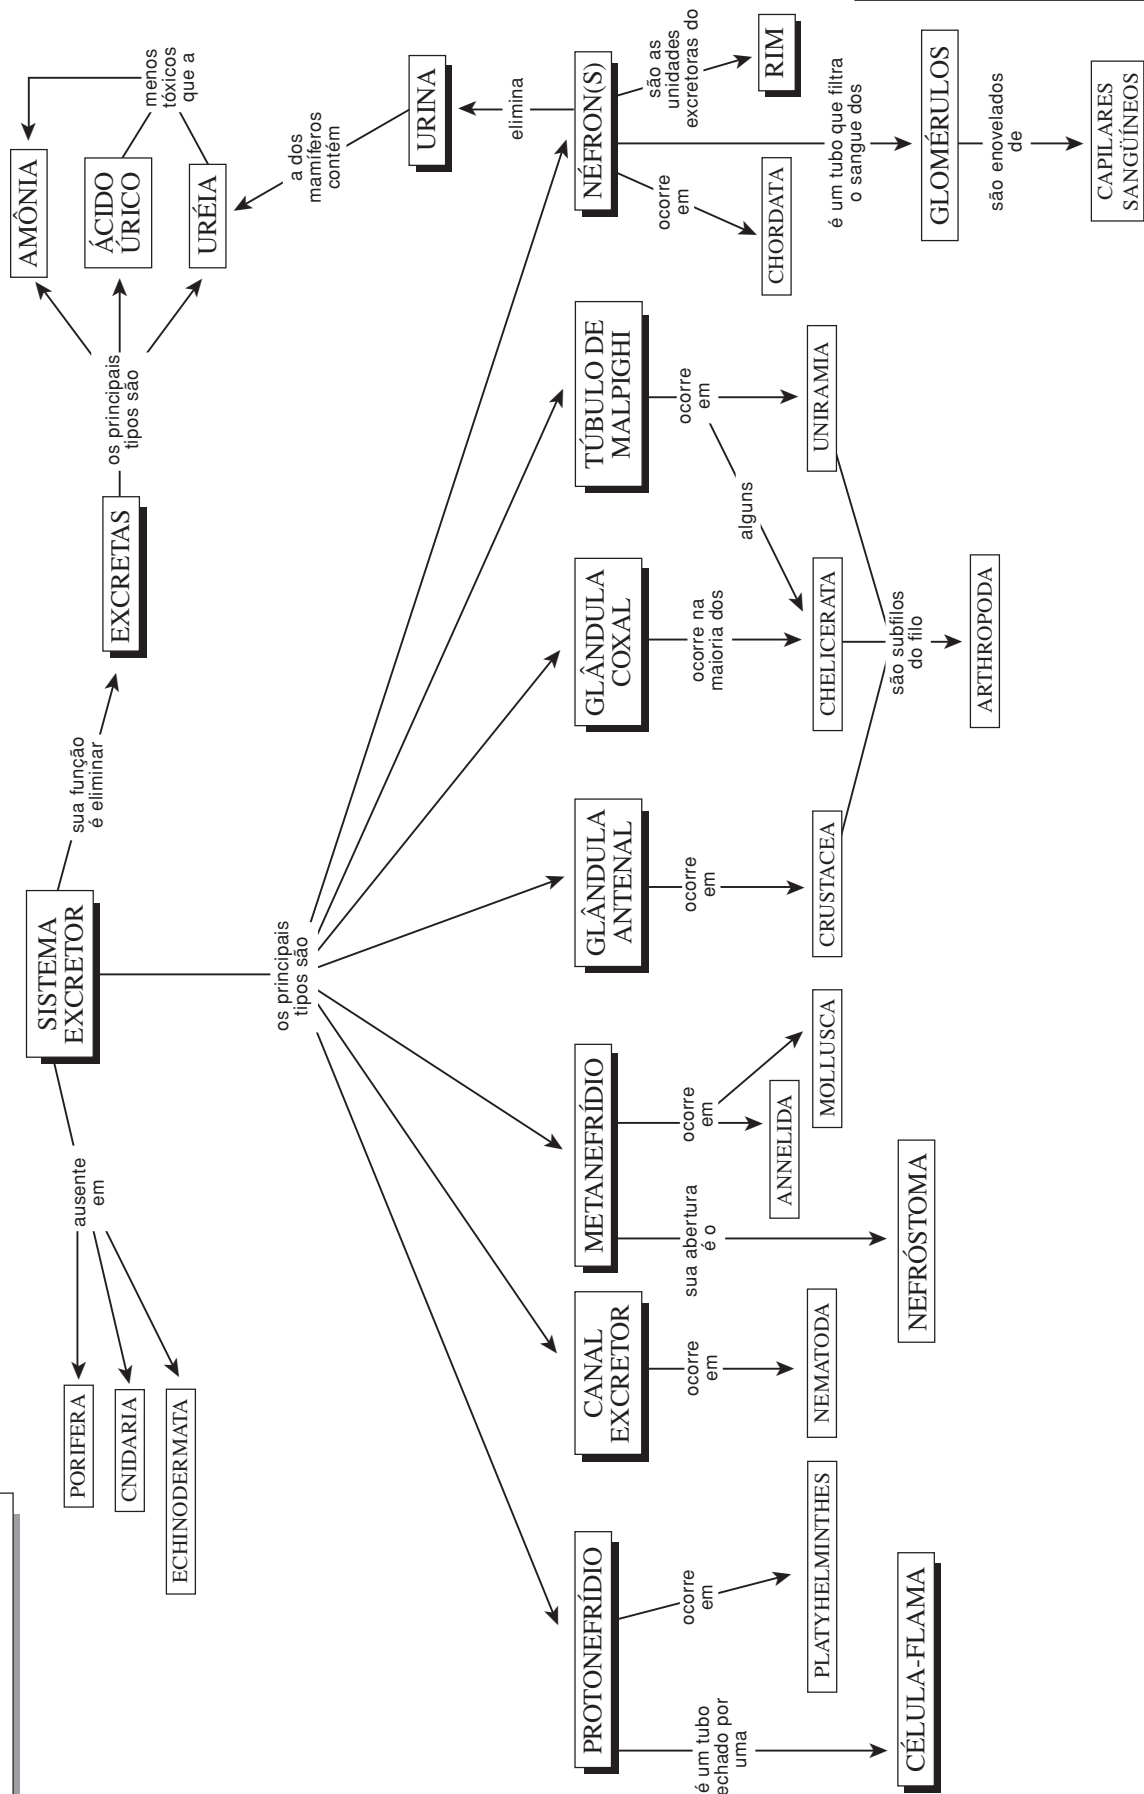 SISTEMA
EXCRETOR
ausente
em
PORIFERA
CNIDARIA
ECHINODERMATA
sua função
é eliminar
EXCRETAS
os principais
tipos são
AMÔNIA
ÁCIDO
ÚRICO
URÉIA
menos
tóxicos
que a
os principais
tipos são
PROTONEFRÍDIO
é um tubo
echado por
uma
CÉLULA-FLAMA
ocorre
em
PLATYHELMINTHES
CANAL
EXCRETOR
ocorre
em
NEMATODA
METANEFRÍDIO
sua abertura
é o
NEFRÓSTOMA
ocorre
em
ANNELIDA
MOLLUSCA
GLÂNDULA
ANTENAL
ocorre
em
CRUSTACEA
GLÂNDULA
COXAL
ocorre na
maioria dos
CHELICERATA
TÚBULO DE
MALPIGHI
ocorre
em
alguns
UNIRAMIA
são subfilos
do filo
ARTHROPODA
NÉFRON(S)
elimina
URINA
a dos
mamíferos
contém
ocorre
em
CHORDATA
são as
unidades
excretoras do
RIM
é um tubo que filtra
o sangue dos
GLOMÉRULOS
são enovelados
de
CAPILARES
SANGÜÍNEOS